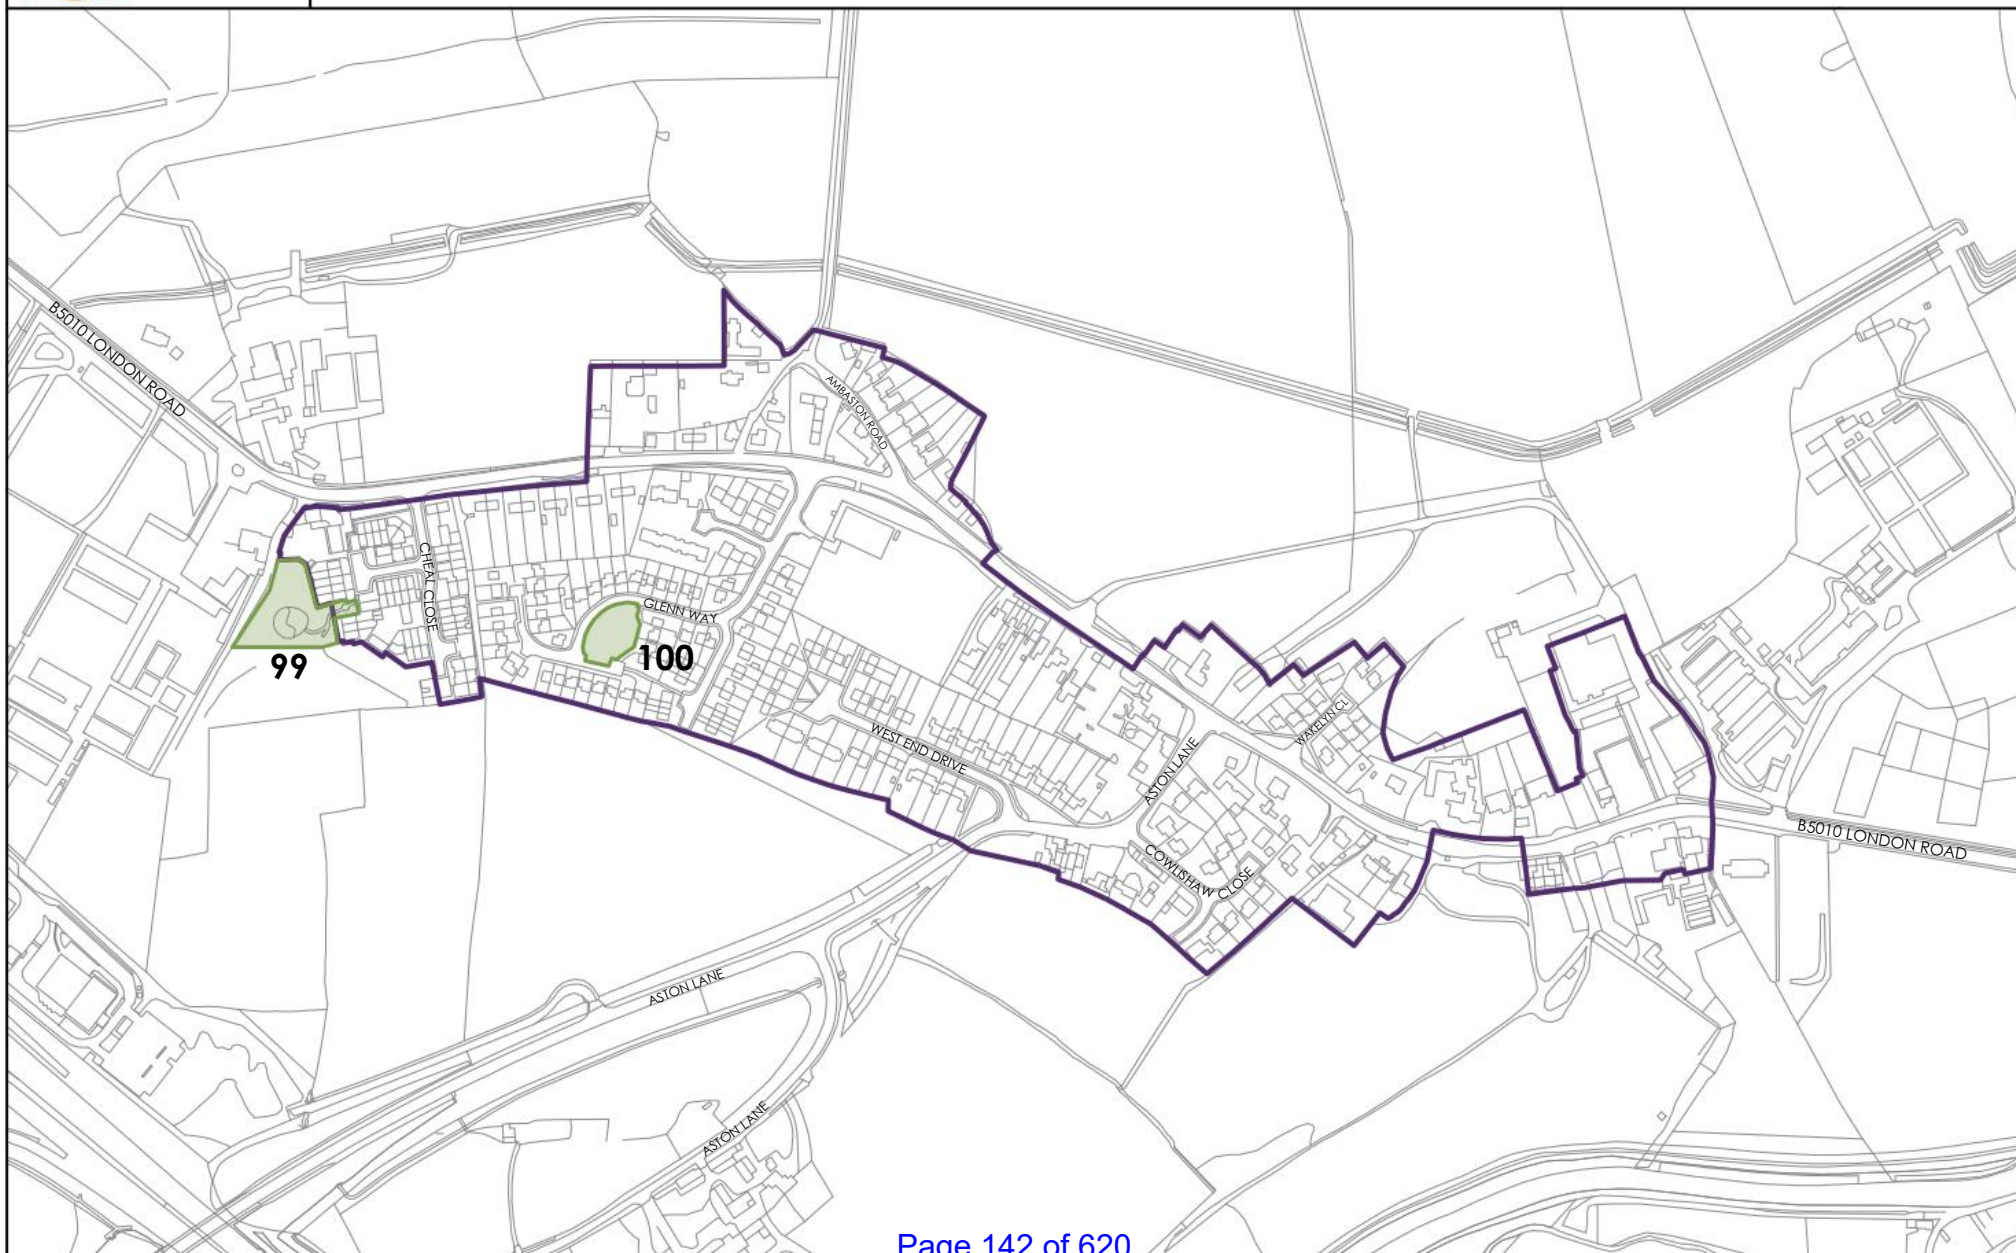 B5010 LONDON ROAD
AMBASTON ROAD
CHEAL CLOSE
GLENN WAY
99
100
WEST END DRIVE
WAKELYN CL
ASTON LANE
COWLISHAW CLOSE
B5010 LONDON ROAD
ASTON LANE
ASTON LANE
Page 142 of 620